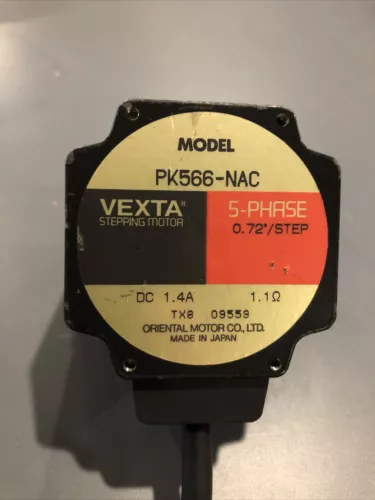 MODEL
PK566-NAC
VEXTA
STEPPING MOTOR
5-PHASE
0.72°/STEP
DC 1.4A 1.1Ω
TX8 09559
ORIENTAL MOTOR CO., LTD.
MADE IN JAPAN